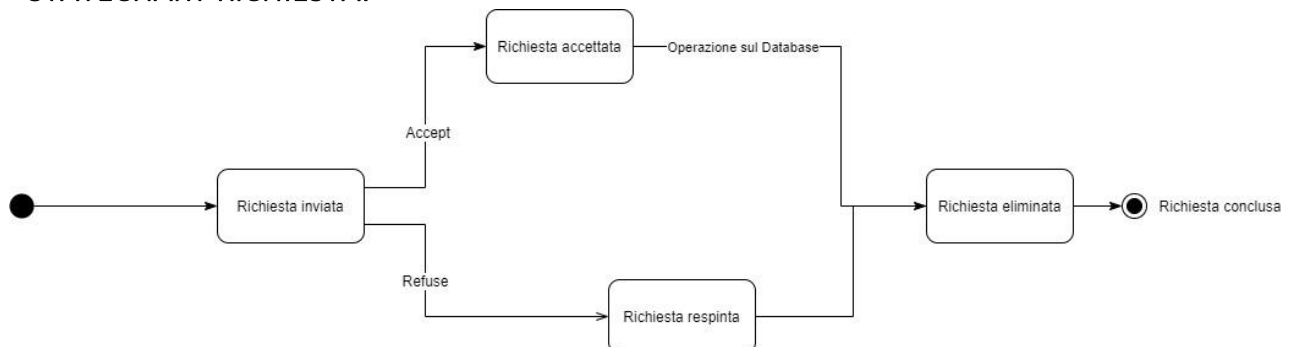 Richiesta accettata
Operazione sul Database
Accept
Richiesta inviata
Richiesta eliminata
Richiesta conclusa
Refuse
Richiesta respinta